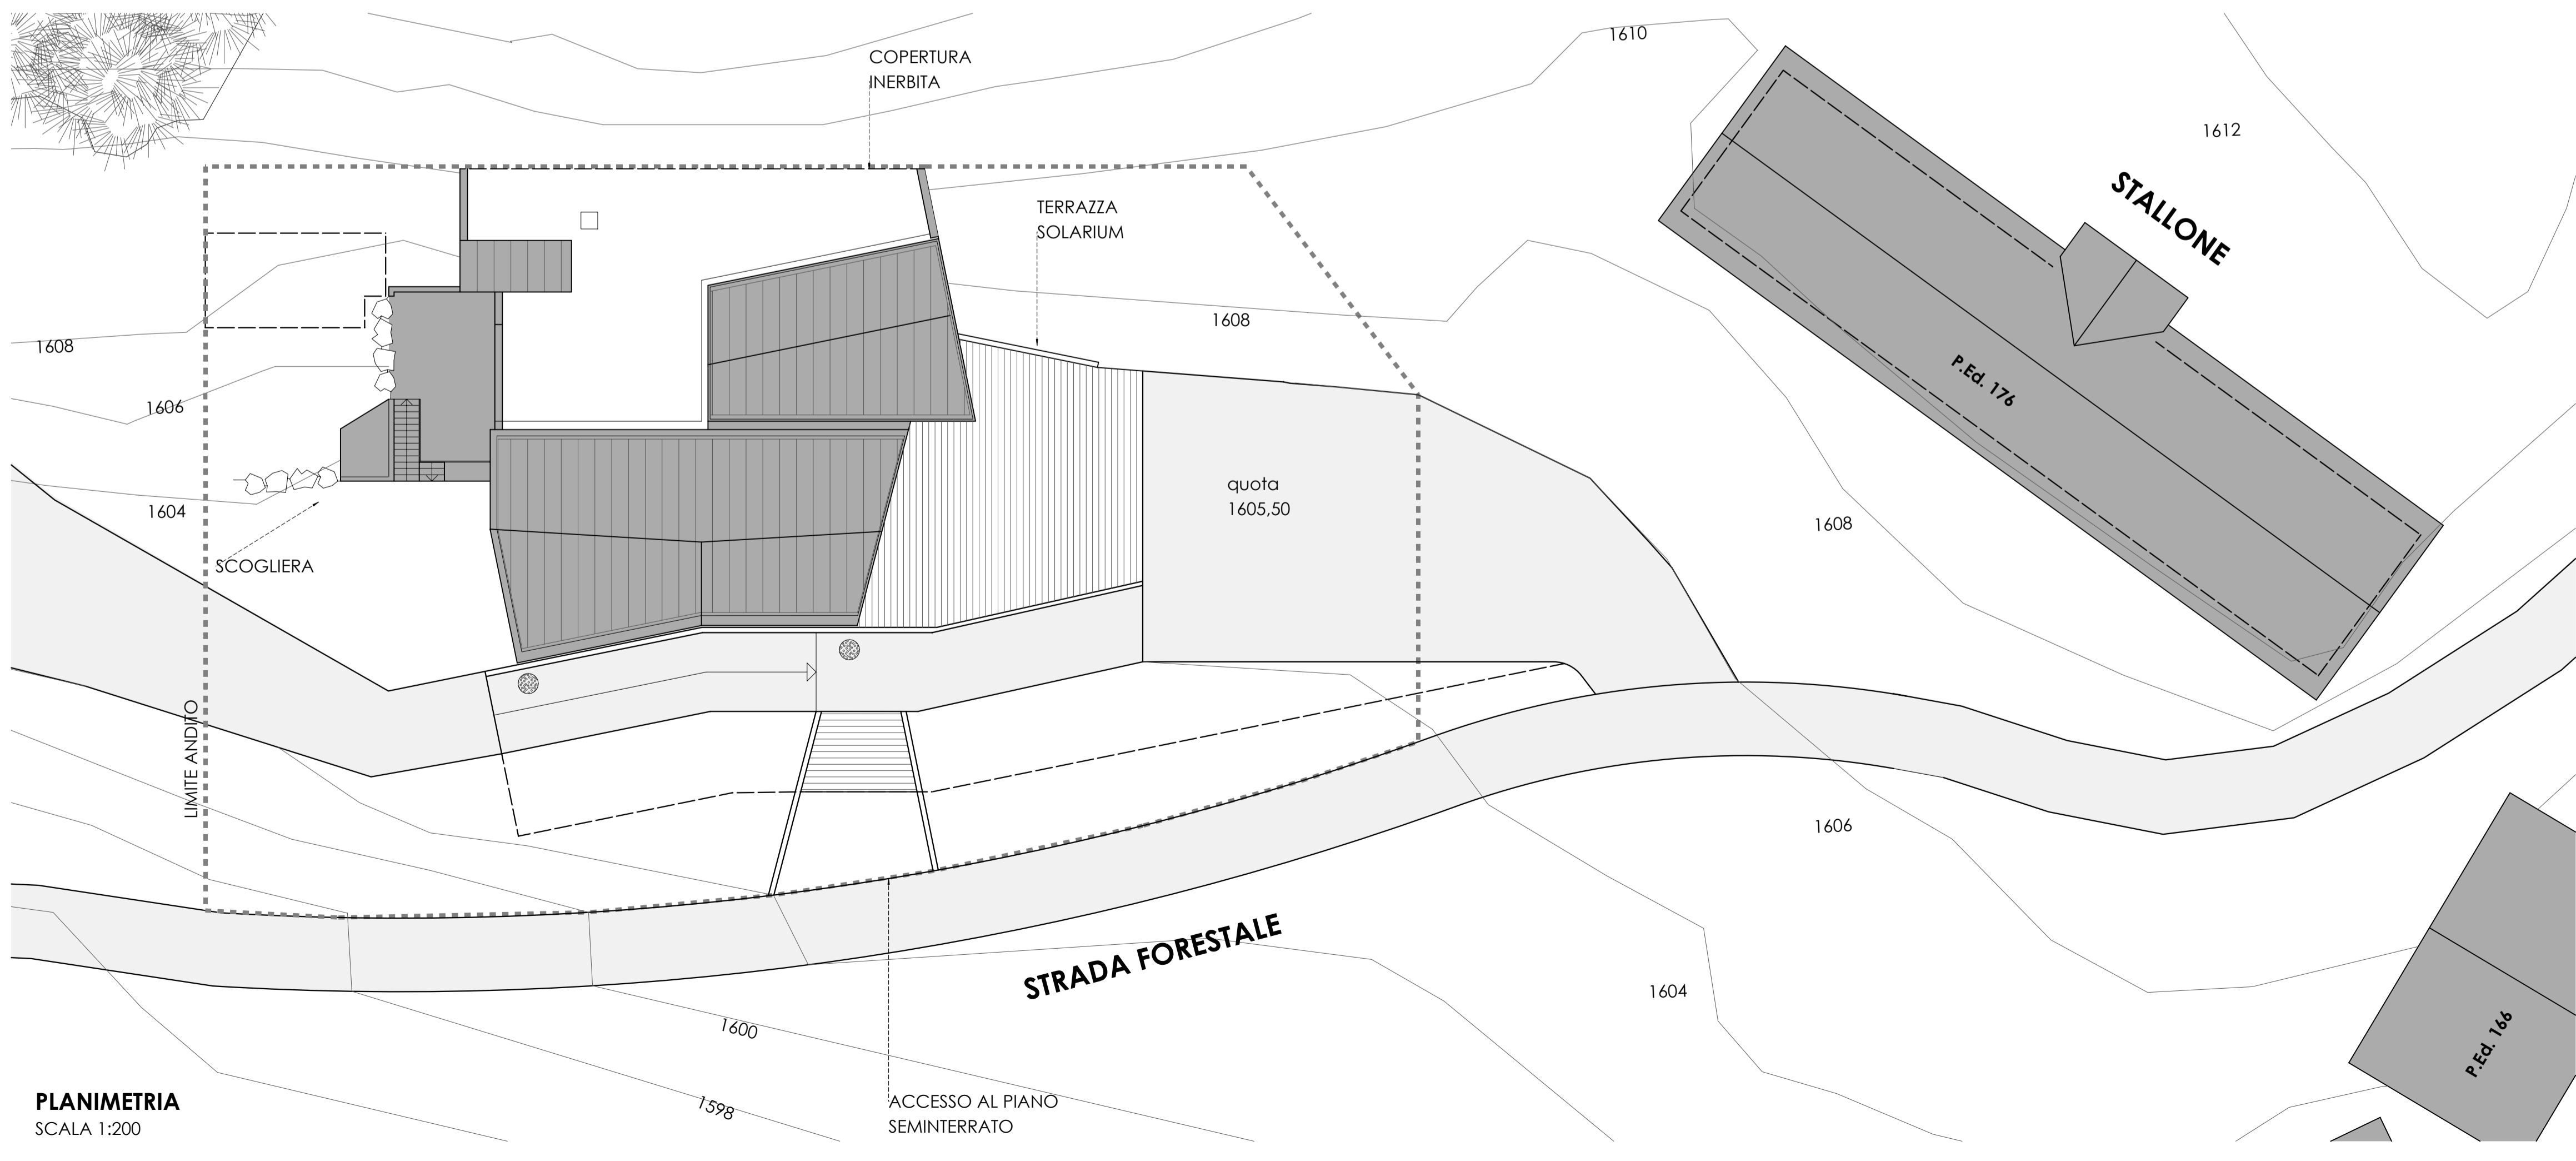 1610
COPERTURA
INERBITA
1612
STALLONE
TERRAZZA
SOLARIUM
1608
1608
P.Ed. 176
1606
quota
1605,50
1604
1608
SCOGLIERA
LIMITE ANDITO
1606
STRADA FORESTALE
1604
1600
P.Ed. 166
1598
PLANIMETRIA
SCALA 1:200
ACCESSO AL PIANO
SEMINTERRATO